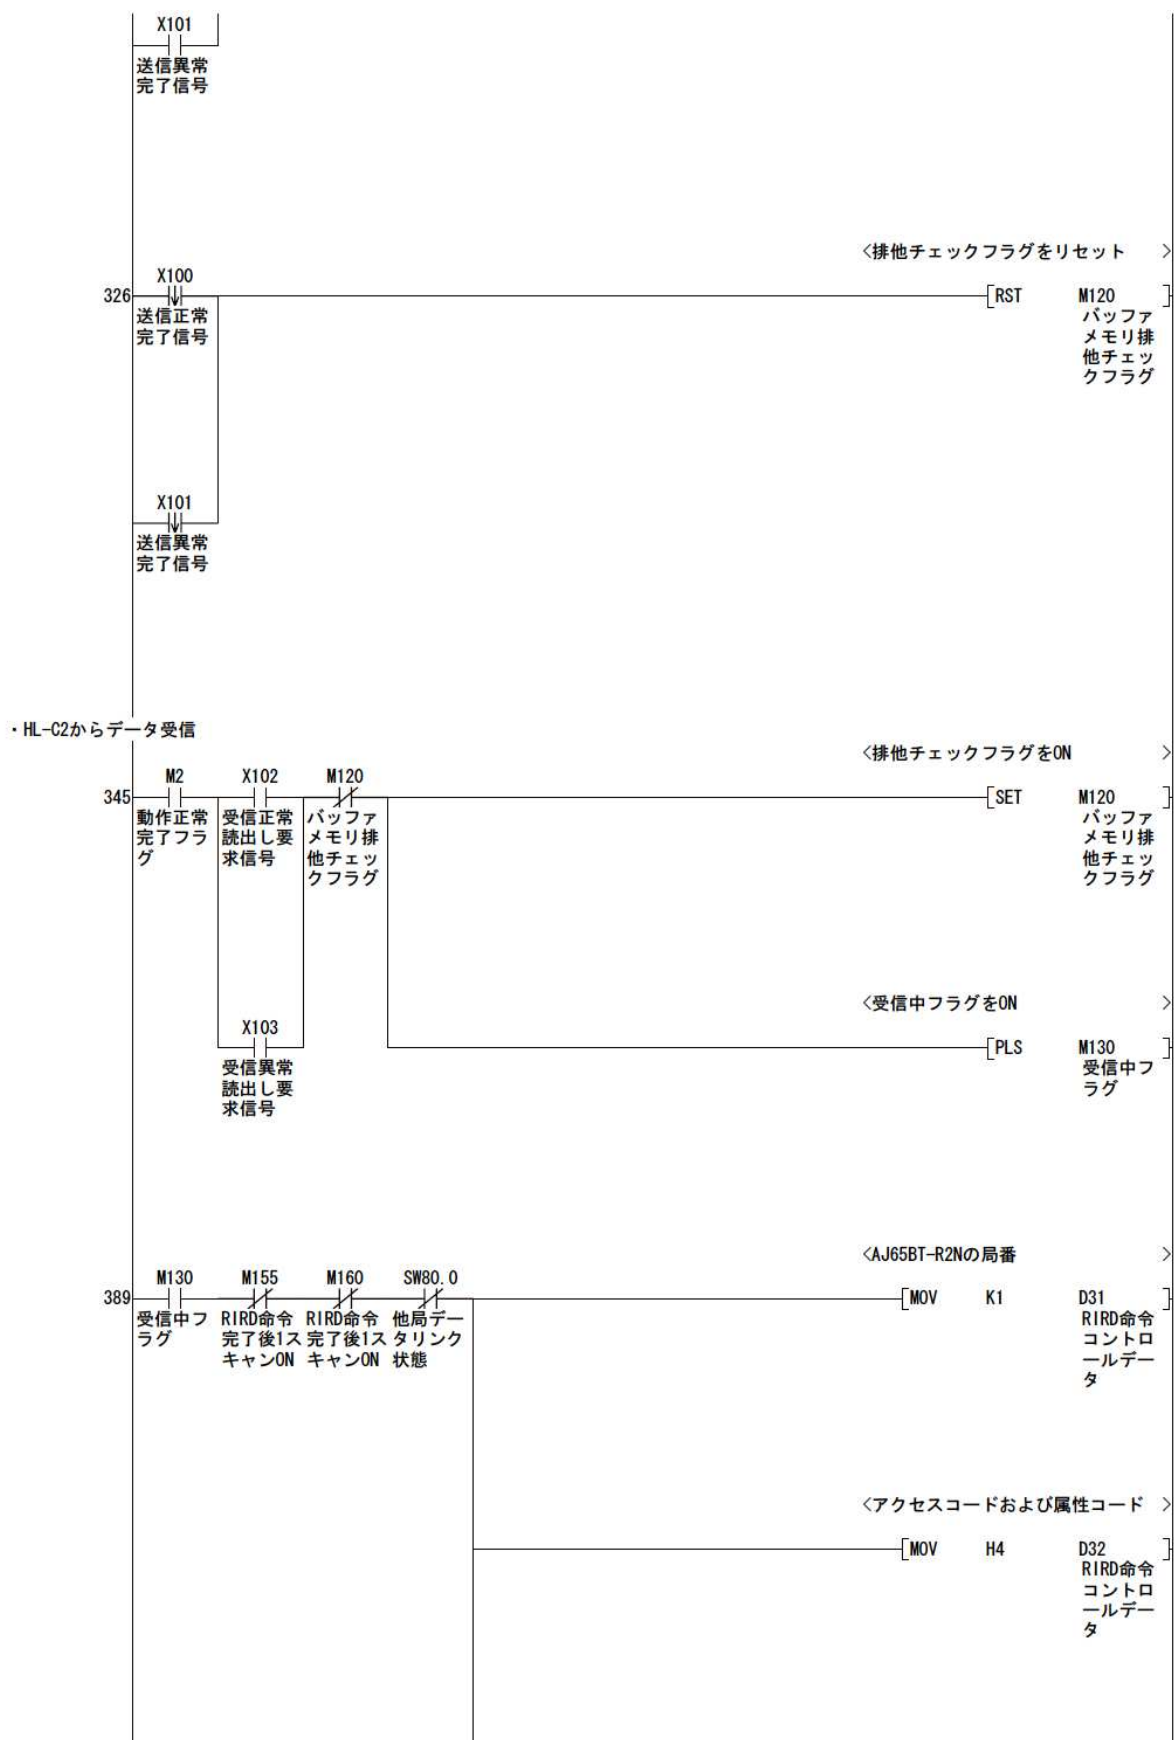 X101
送信異常
完了信号
<排他チェックフラグをリセット >
X100
326
[RST M120 ]
送信正常
完了信号
バッファ
メモリ排
他チェッ
クフラグ
X101
送信異常
完了信号
・HL-C2からデータ受信
<排他チェックフラグをON >
M2 X102 M120
345
[SET M120 ]
動作正常
完了フラ
グ
受信正常
読出し要
求信号
バッファ
メモリ排
他チェッ
クフラグ
バッファ
メモリ排
他チェッ
クフラグ
<受信中フラグをON >
X103
[PLS M130 ]
受信異常
読出し要
求信号
受信中フ
ラグ
<AJ65BT-R2Nの局番 >
M130 M155 M160 SW80.0
389
[MOV K1 D31 ]
受信中フ
ラグ
RIRD命令
完了後1ス
キャンON
RIRD命令
完了後1ス
キャンON
他局デー
タリンク
状態
RIRD命令
コントロ
ールデー
タ
<アクセスコードおよび属性コード >
[MOV H4 D32 ]
RIRD命令
コントロ
ールデー
タ